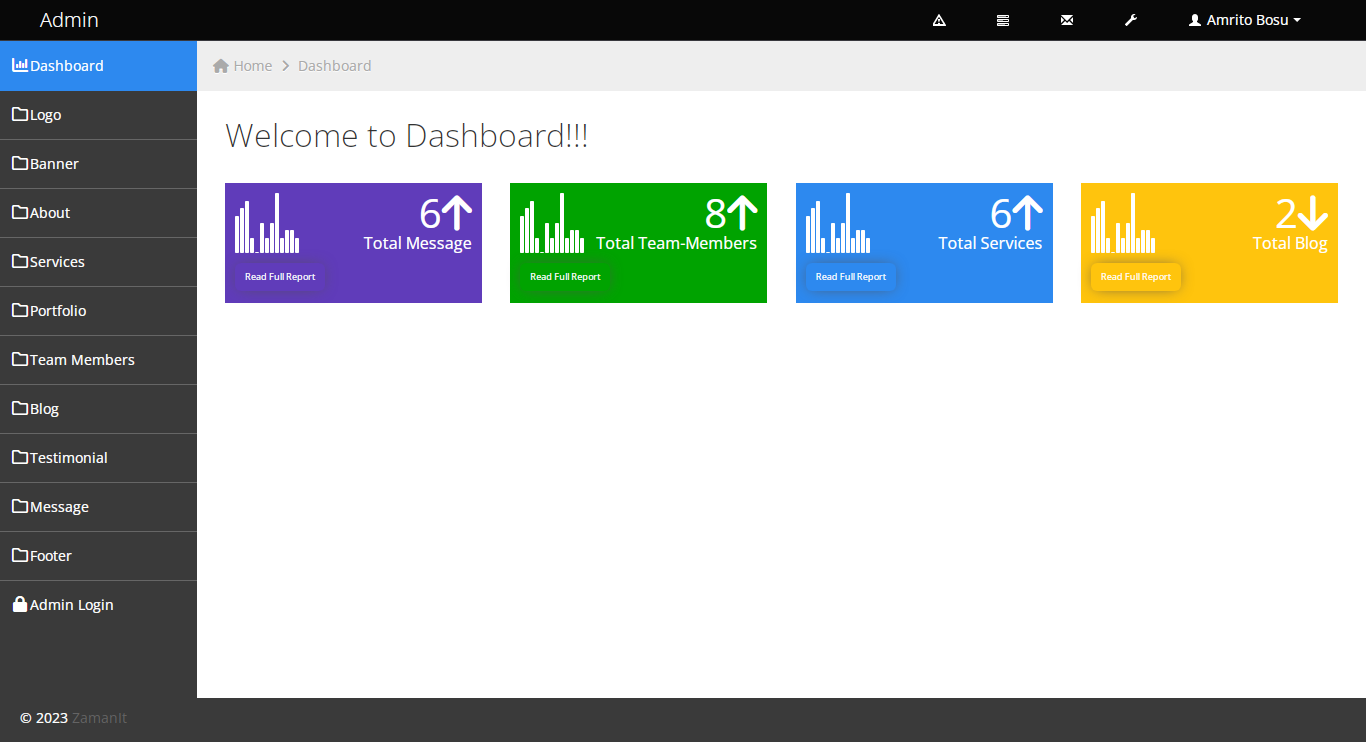 Admin
Amrito Bosu
Dashboard
Logo
Banner
About
Services
Portfolio
Team Members
Blog
Testimonial
Message
Footer
Admin Login
Home
Dashboard
Welcome to Dashboard!!!
6
Total Message
Read Full Report
8
Total Team-Members
Read Full Report
6
Total Services
Read Full Report
2
Total Blog
Read Full Report
© 2023 ZamanIt